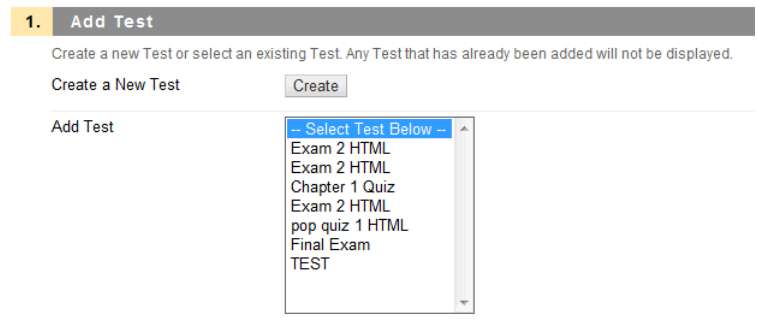 1. Add Test
Create a new Test or select an existing Test. Any Test that has already been added will not be displayed.
Create a New Test Create
Add Test
-- Select Test Below --
Exam 2 HTML
Exam 2 HTML
Chapter 1 Quiz
Exam 2 HTML
pop quiz 1 HTML
Final Exam
TEST